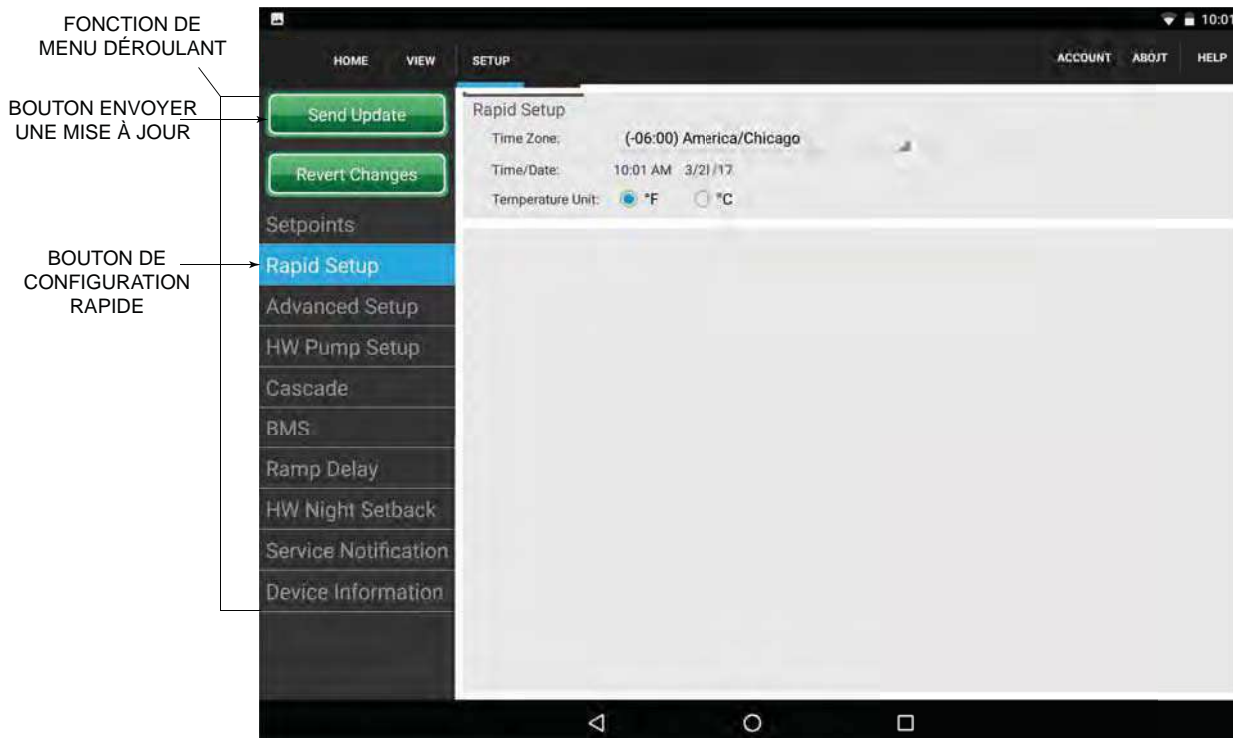 FONCTION DE
MENU DÉROULANT
BOUTON ENVOYER
UNE MISE À JOUR
BOUTON DE
CONFIGURATION
RAPIDE
10:01
HOME VIEW SETUP ACCOUNT ABOUT HELP
Send Update
Revert Changes
Setpoints
Rapid Setup
Advanced Setup
HW Pump Setup
Cascade
BMS
Ramp Delay
HW Night Setback
Service Notification
Device Information
Rapid Setup
Time Zone: (-06:00) America/Chicago
Time/Date: 10:01 AM 3/21/17
Temperature Unit: °F °C